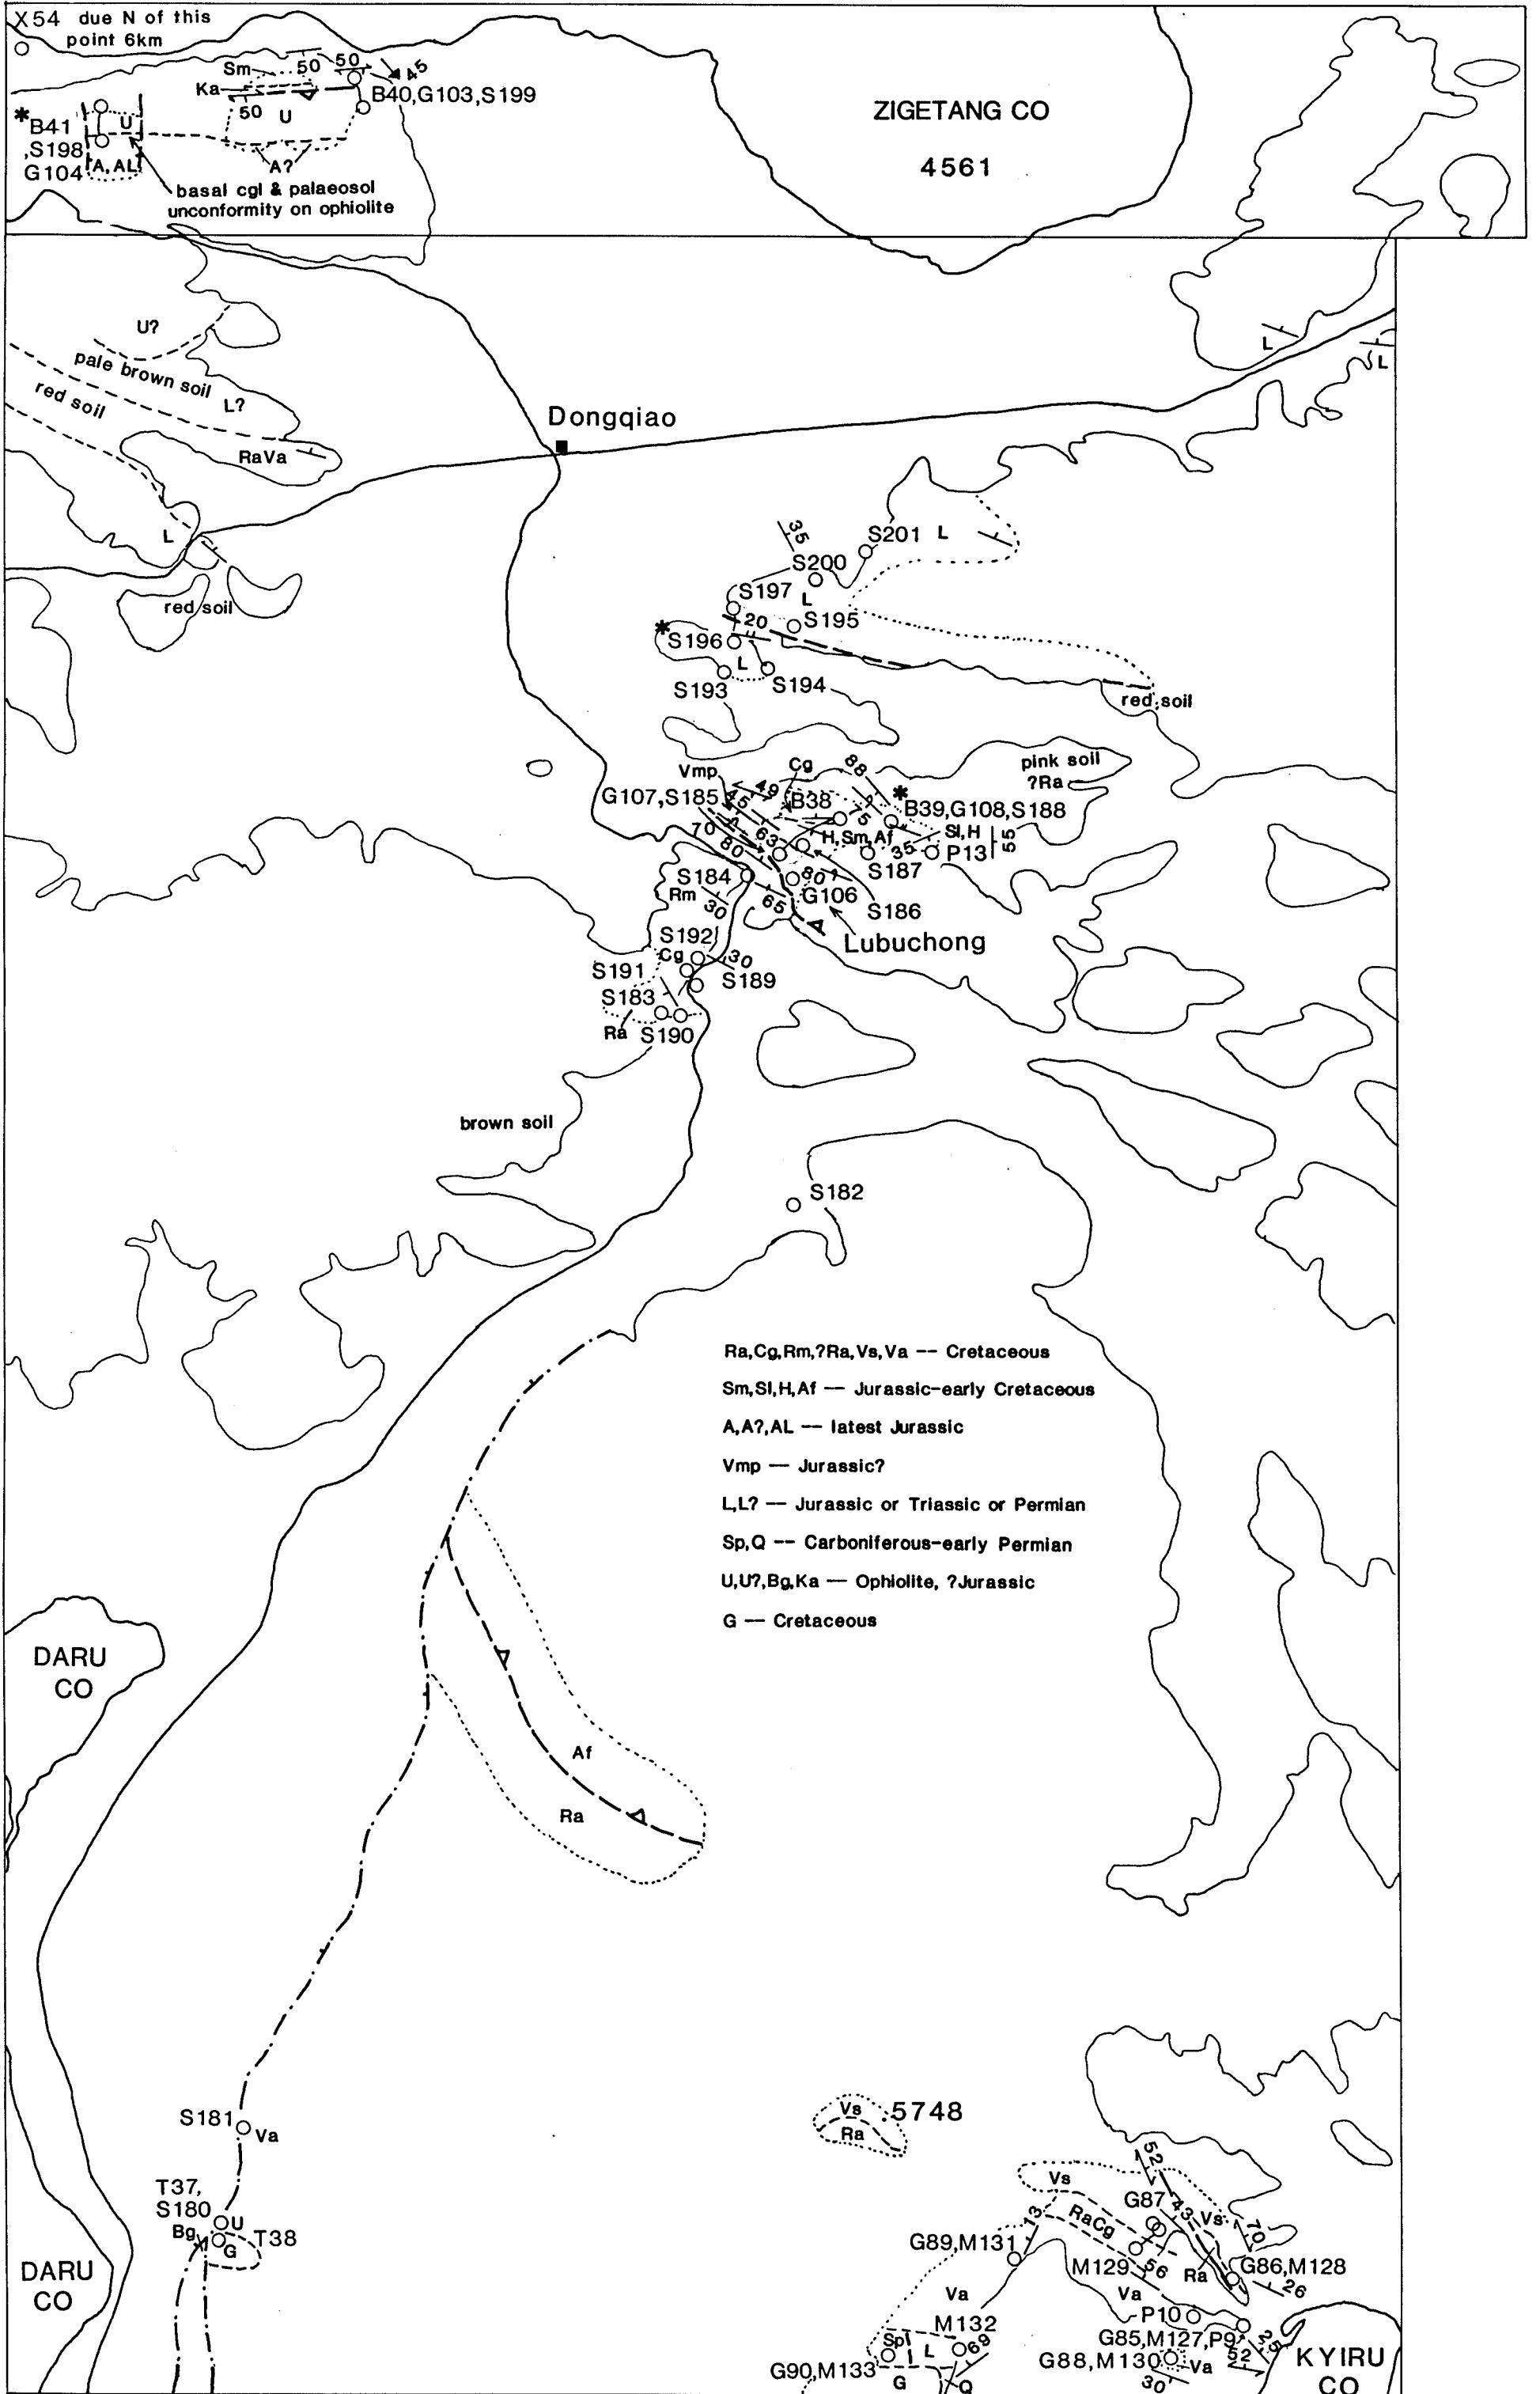 X54 due N of this
point 6km
Sm
50
50
45
Ka
50
U
B40,G103,S199
ZIGETANG CO
4561
*
B41
,S198
G104
U
A,AL
A?
basal cgl & palaeosol
unconformity on ophiolite
U?
pale brown soil
L?
red soil
RaVa
L
L
L
red soil
Dongqiao
35
S201
L
S200
S197
L
20
S195
*
S196
L
S193
S194
red soil
Vmp
Cg
88
pink soil
?Ra
49
G107,S185
45
B38
*
B39,G108,S188
75
70
63
H,Sm,Af
Sl,H
55
80
35
P13
S187
S184
80
G106
Rm
30
65
S186
Lubuchong
S192
Cg
30
S191
S189
S183
Ra
S190
brown soil
S182
Ra,Cg,Rm,?Ra,Vs,Va -- Cretaceous
Sm,Sl,H,Af — Jurassic-early Cretaceous
A,A?,AL — latest Jurassic
Vmp — Jurassic?
L,L? -- Jurassic or Triassic or Permian
Sp,Q -- Carboniferous-early Permian
U,U?,Bg,Ka — Ophiolite, ?Jurassic
G — Cretaceous
DARU
CO
Af
Ra
S181
Va
Vs
5748
Ra
T37,
S180
U
Bg
T38
G
DARU
CO
52
Vs
G87
43
Vs
RaCg
13
70
G89,M131
M129
56
Ra
G86,M128
26
Va
Va
P10
M132
G85,M127,P9
25
Sp
L
69
G88,M130
Va
52
KYIRU
CO
G90,M133
G
Q
30